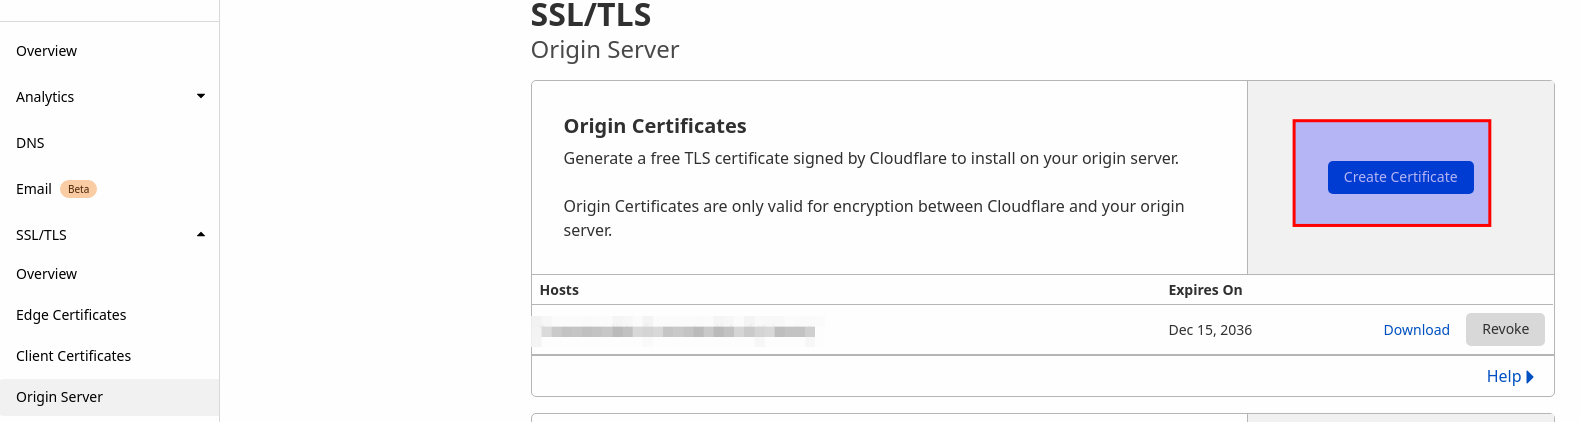 Overview
Analytics
DNS
Email Beta
SSL/TLS
Overview
Edge Certificates
Client Certificates
Origin Server
SSL/TLS
Origin Server
Origin Certificates
Generate a free TLS certificate signed by Cloudflare to install on your origin server.
Origin Certificates are only valid for encryption between Cloudflare and your origin
server.
Create Certificate
Hosts Expires On
Dec 15, 2036 Download Revoke
Help